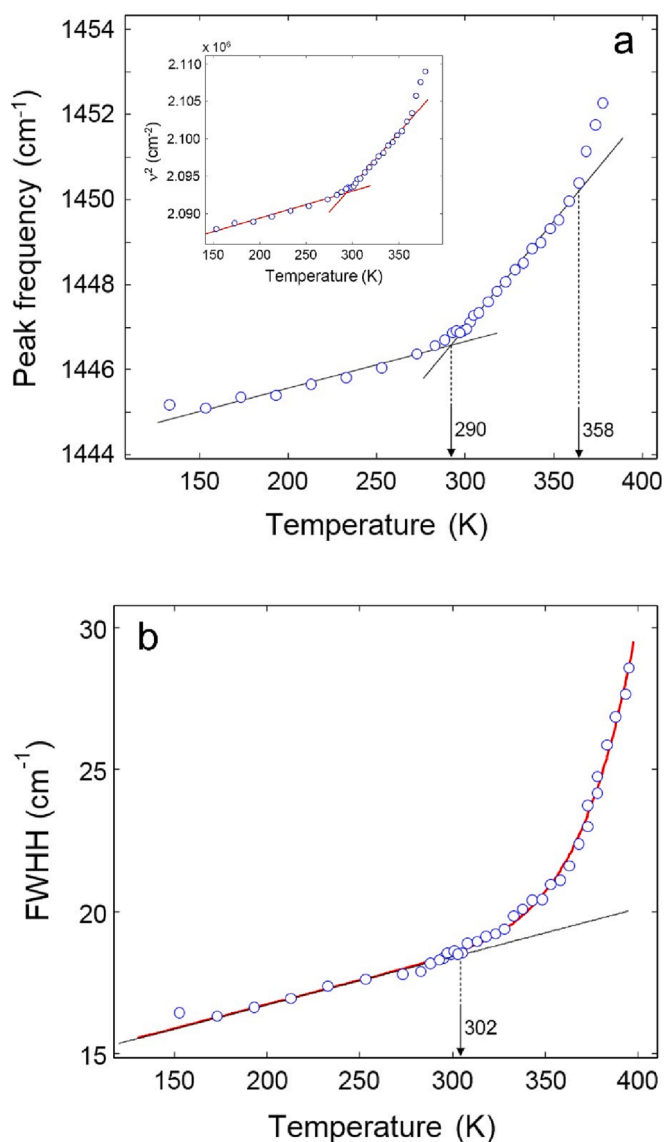 a
1454
1452
1450
1448
1446
1444
Peak frequency (cm⁻¹)
x 10⁶
2.110
2.105
2.100
2.095
2.090
ν² (cm⁻²)
150 200 250 300 350
Temperature (K)
290
358
150 200 250 300 350 400
Temperature (K)
b
30
25
20
15
FWHH (cm⁻¹)
302
150 200 250 300 350 400
Temperature (K)